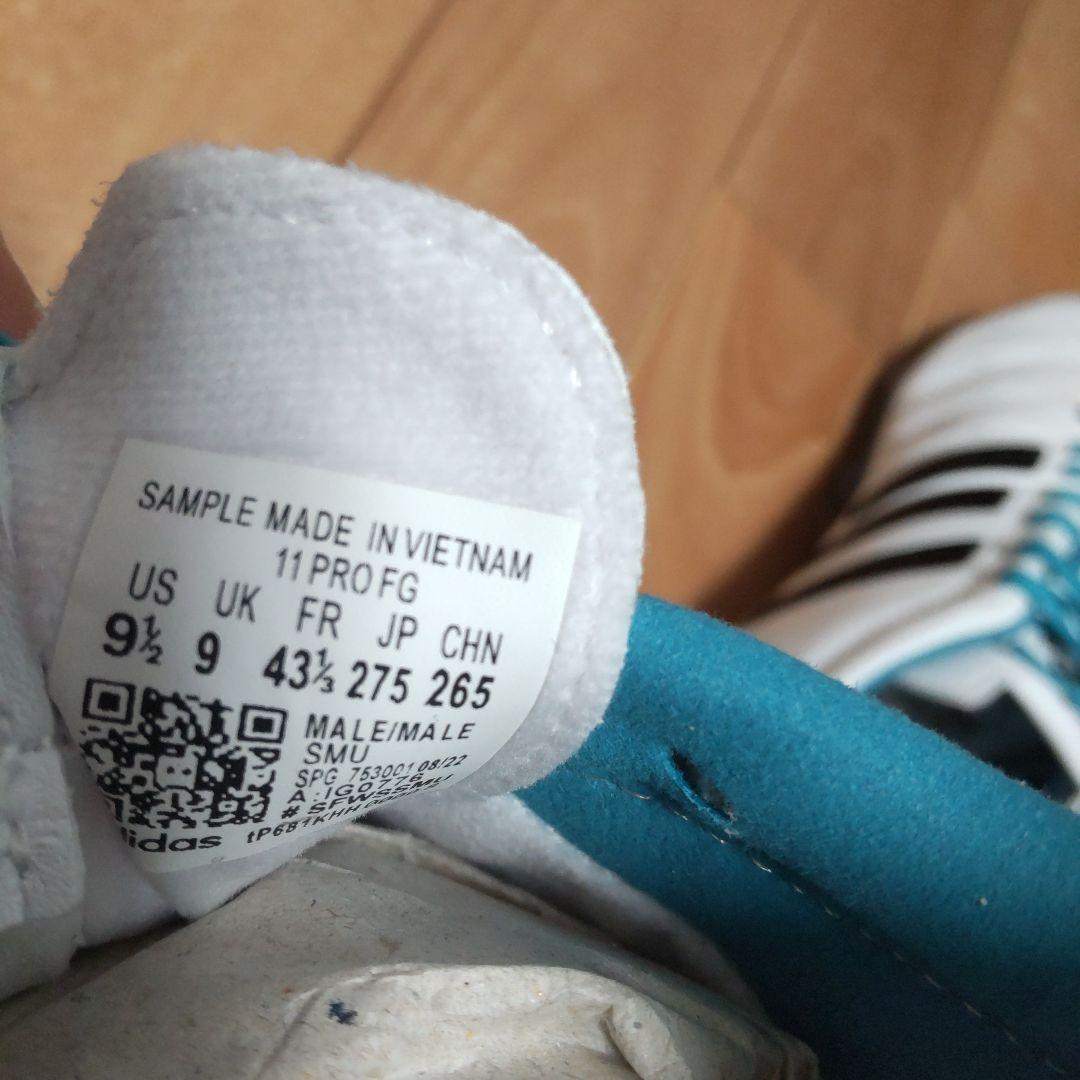 SAMPLE MADE IN VIETNAM
11 PRO FG
US UK FR JP CHN
9½ 9 43⅓ 275 265
MALE/MALE
SMU
SPG 753001 08/22
A:IG0776
# SFWSSMU
adidas